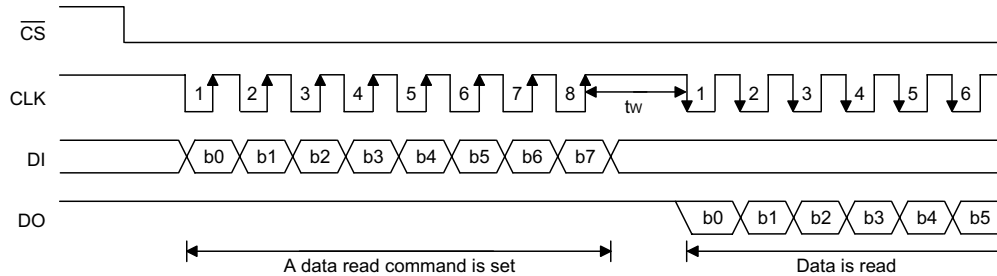 CS
CLK 1 2 3 4 5 6 7 8 tw 1 2 3 4 5 6
DI b0 b1 b2 b3 b4 b5 b6 b7
DO b0 b1 b2 b3 b4 b5
A data read command is set Data is read